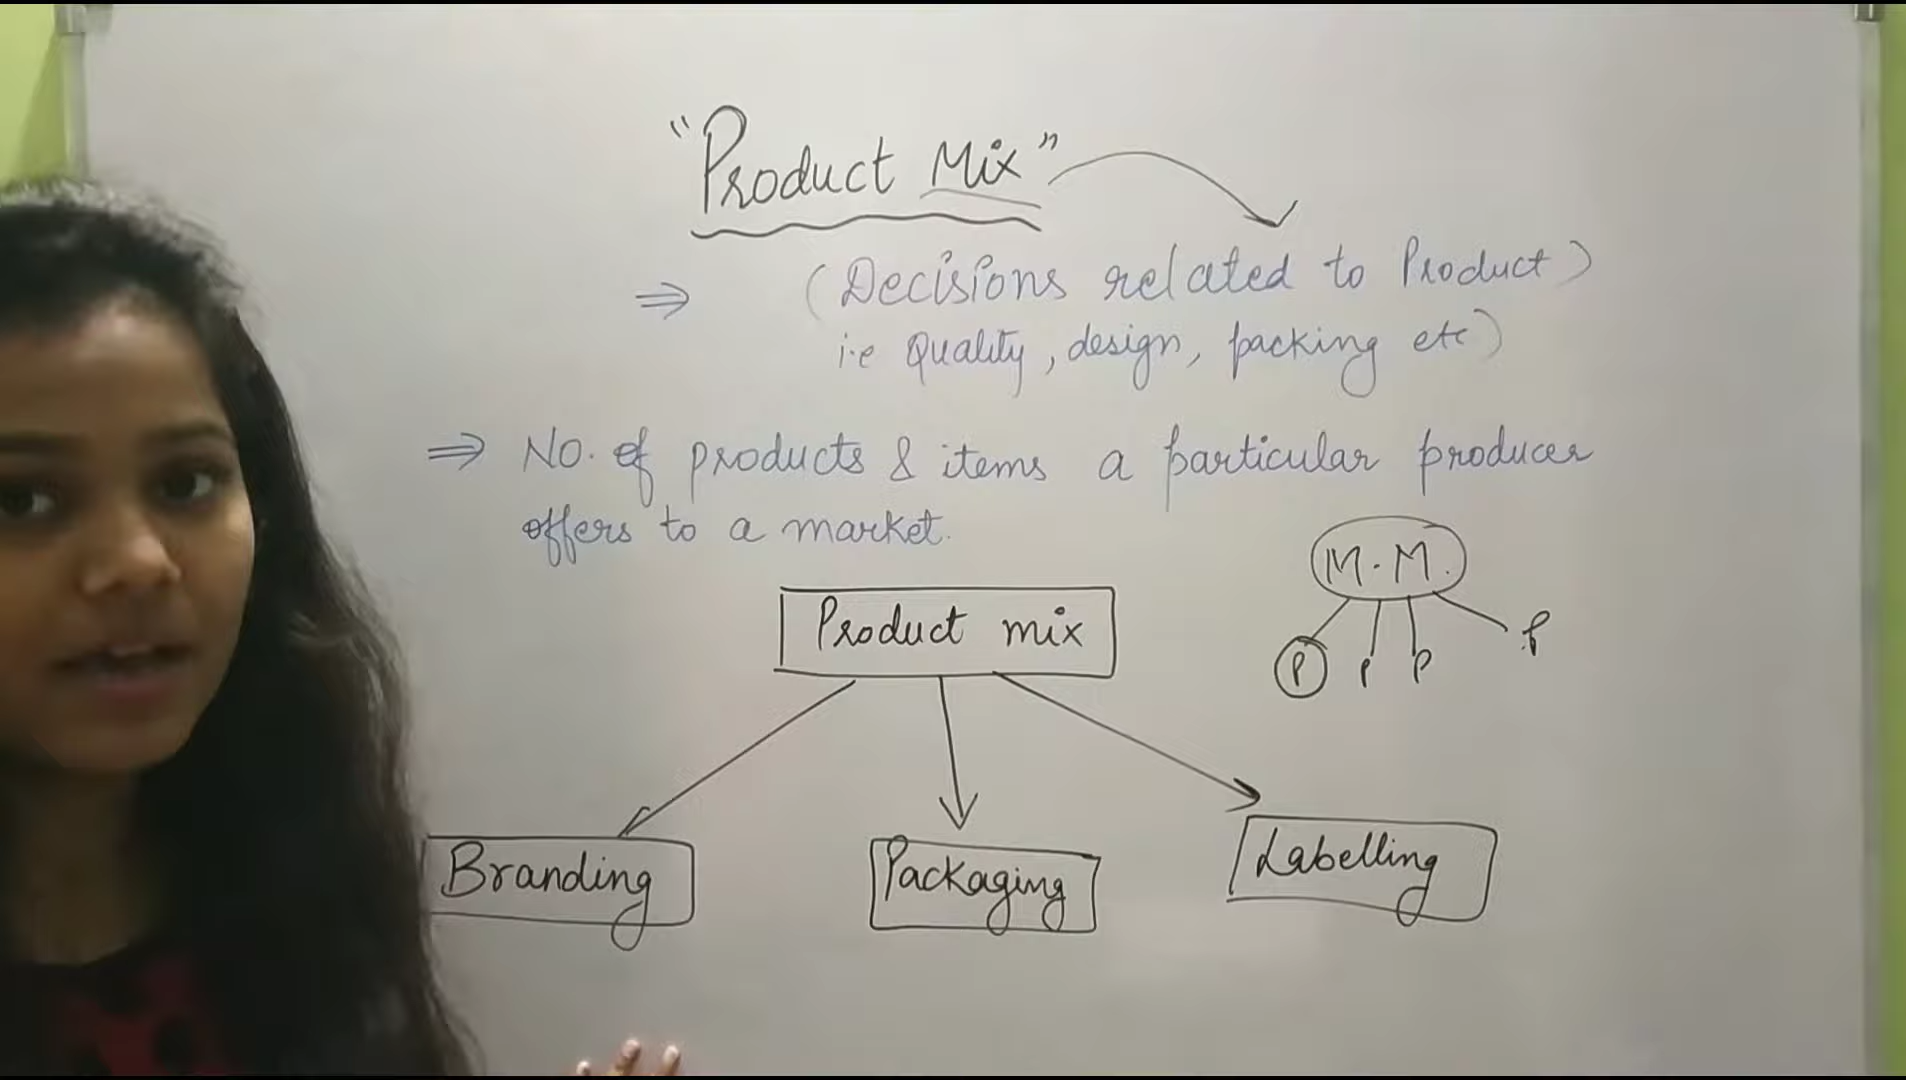 "Product Mix"
⇒ (Decisions related to Product)
i.e Quality, design, packing etc)
⇒ No. of products & items a particular producer
offers to a market.
M.M.
P P P P
Product mix
Branding Packaging Labelling